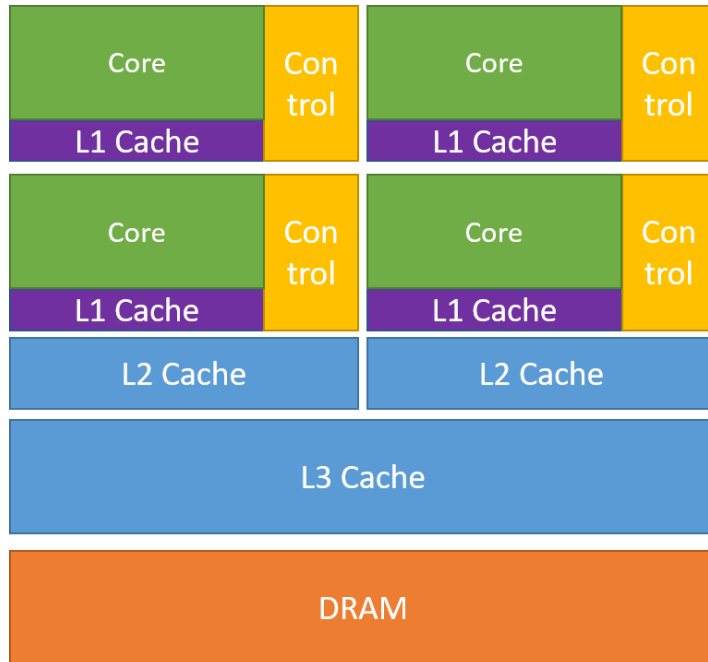 Core
Con
trol
L1 Cache
Core
Con
trol
L1 Cache
Core
Con
trol
L1 Cache
Core
Con
trol
L1 Cache
L2 Cache
L2 Cache
L3 Cache
DRAM